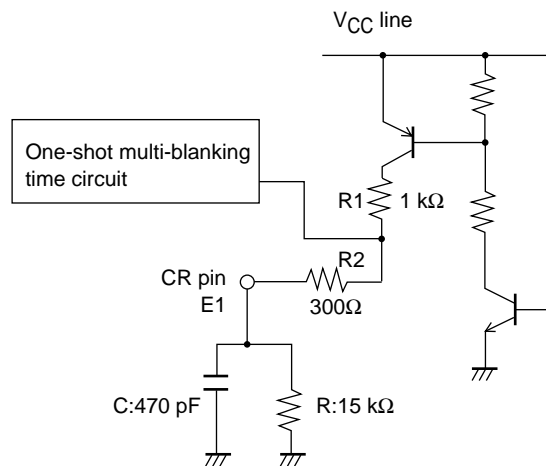 VCC line
One-shot multi-blanking
time circuit
R1
1 kΩ
R2
300Ω
CR pin
E1
C:470 pF
R:15 kΩ